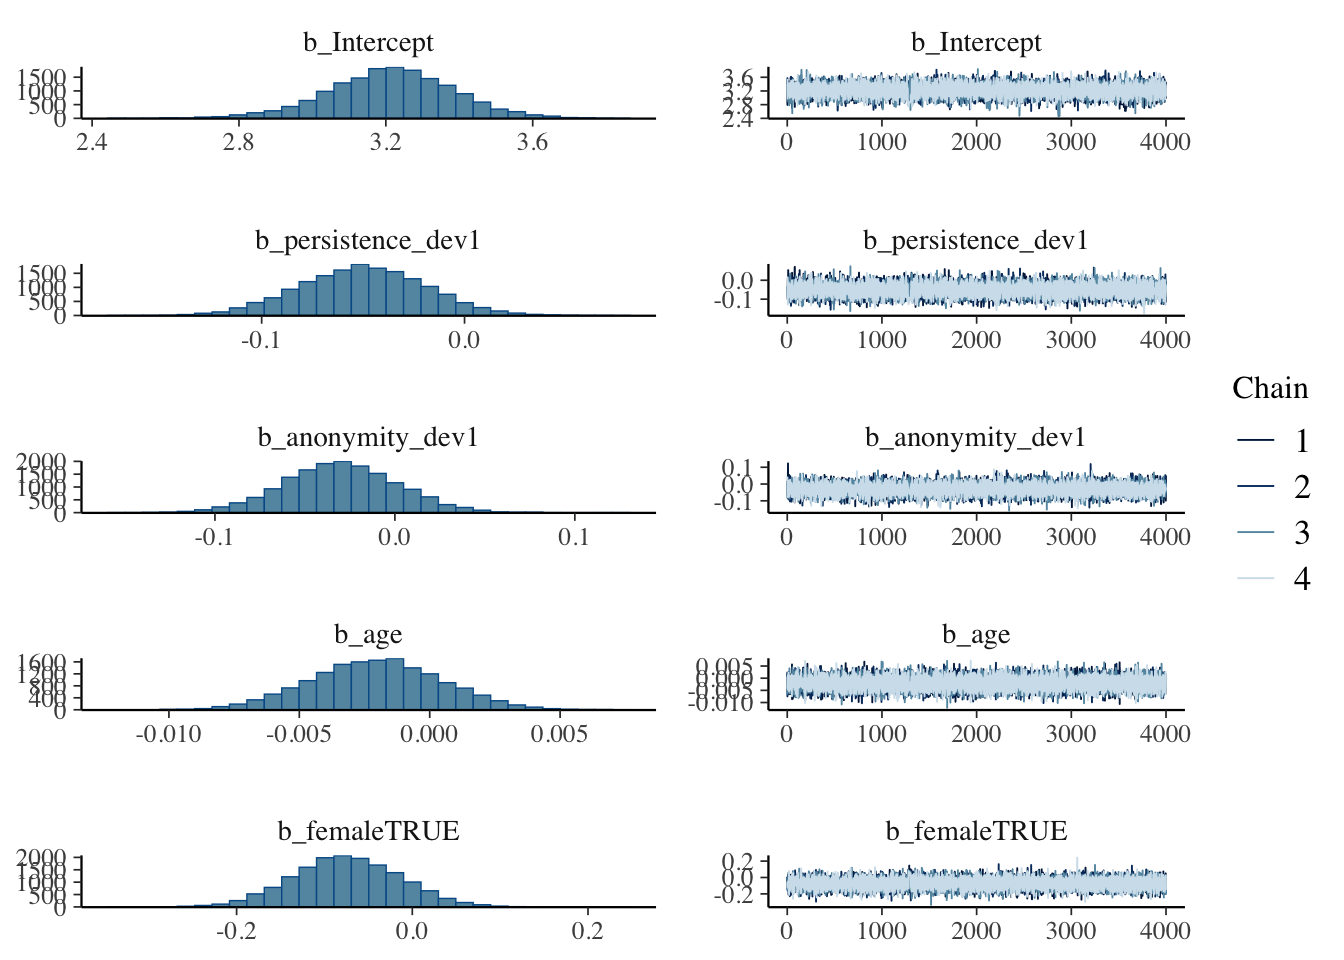 b_Intercept
1500
1000
500
0
2.4 2.8 3.2 3.6
b_Intercept
3.6
3.2
2.8
2.4
0 1000 2000 3000 4000
b_persistence_dev1
1500
1000
500
0
-0.1 0.0
b_persistence_dev1
0.0
-0.1
0 1000 2000 3000 4000
b_anonymity_dev1
2000
1500
1000
500
0
-0.1 0.0 0.1
b_anonymity_dev1
0.1
0.0
-0.1
0 1000 2000 3000 4000
b_age
1600
1200
800
400
0
-0.010 -0.005 0.000 0.005
b_age
0.005
0.000
-0.005
-0.010
0 1000 2000 3000 4000
b_femaleTRUE
2000
1500
1000
500
0
-0.2 0.0 0.2
b_femaleTRUE
0.2
0.0
-0.2
0 1000 2000 3000 4000
Chain
1
2
3
4